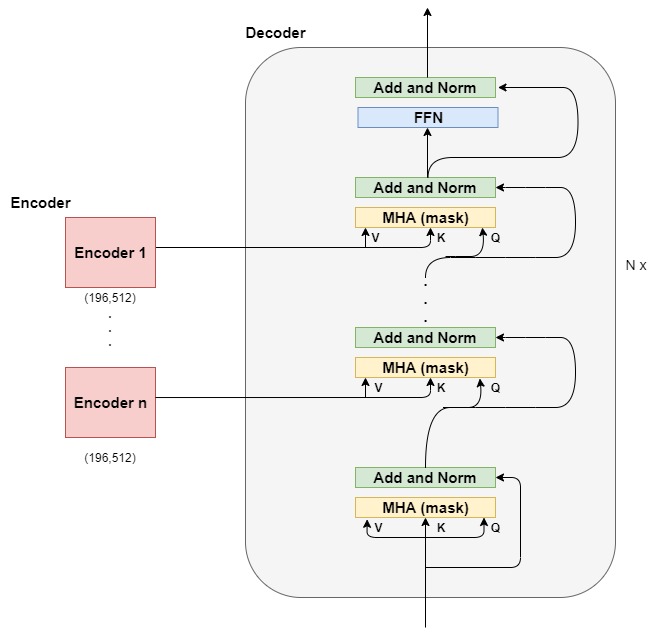 Decoder
Add and Norm
FFN
Add and Norm
Encoder
MHA (mask)
V K Q
Encoder 1
N x
(196,512)
.
.
.
.
.
.
Add and Norm
MHA (mask)
V K Q
Encoder n
(196,512)
Add and Norm
MHA (mask)
V K Q